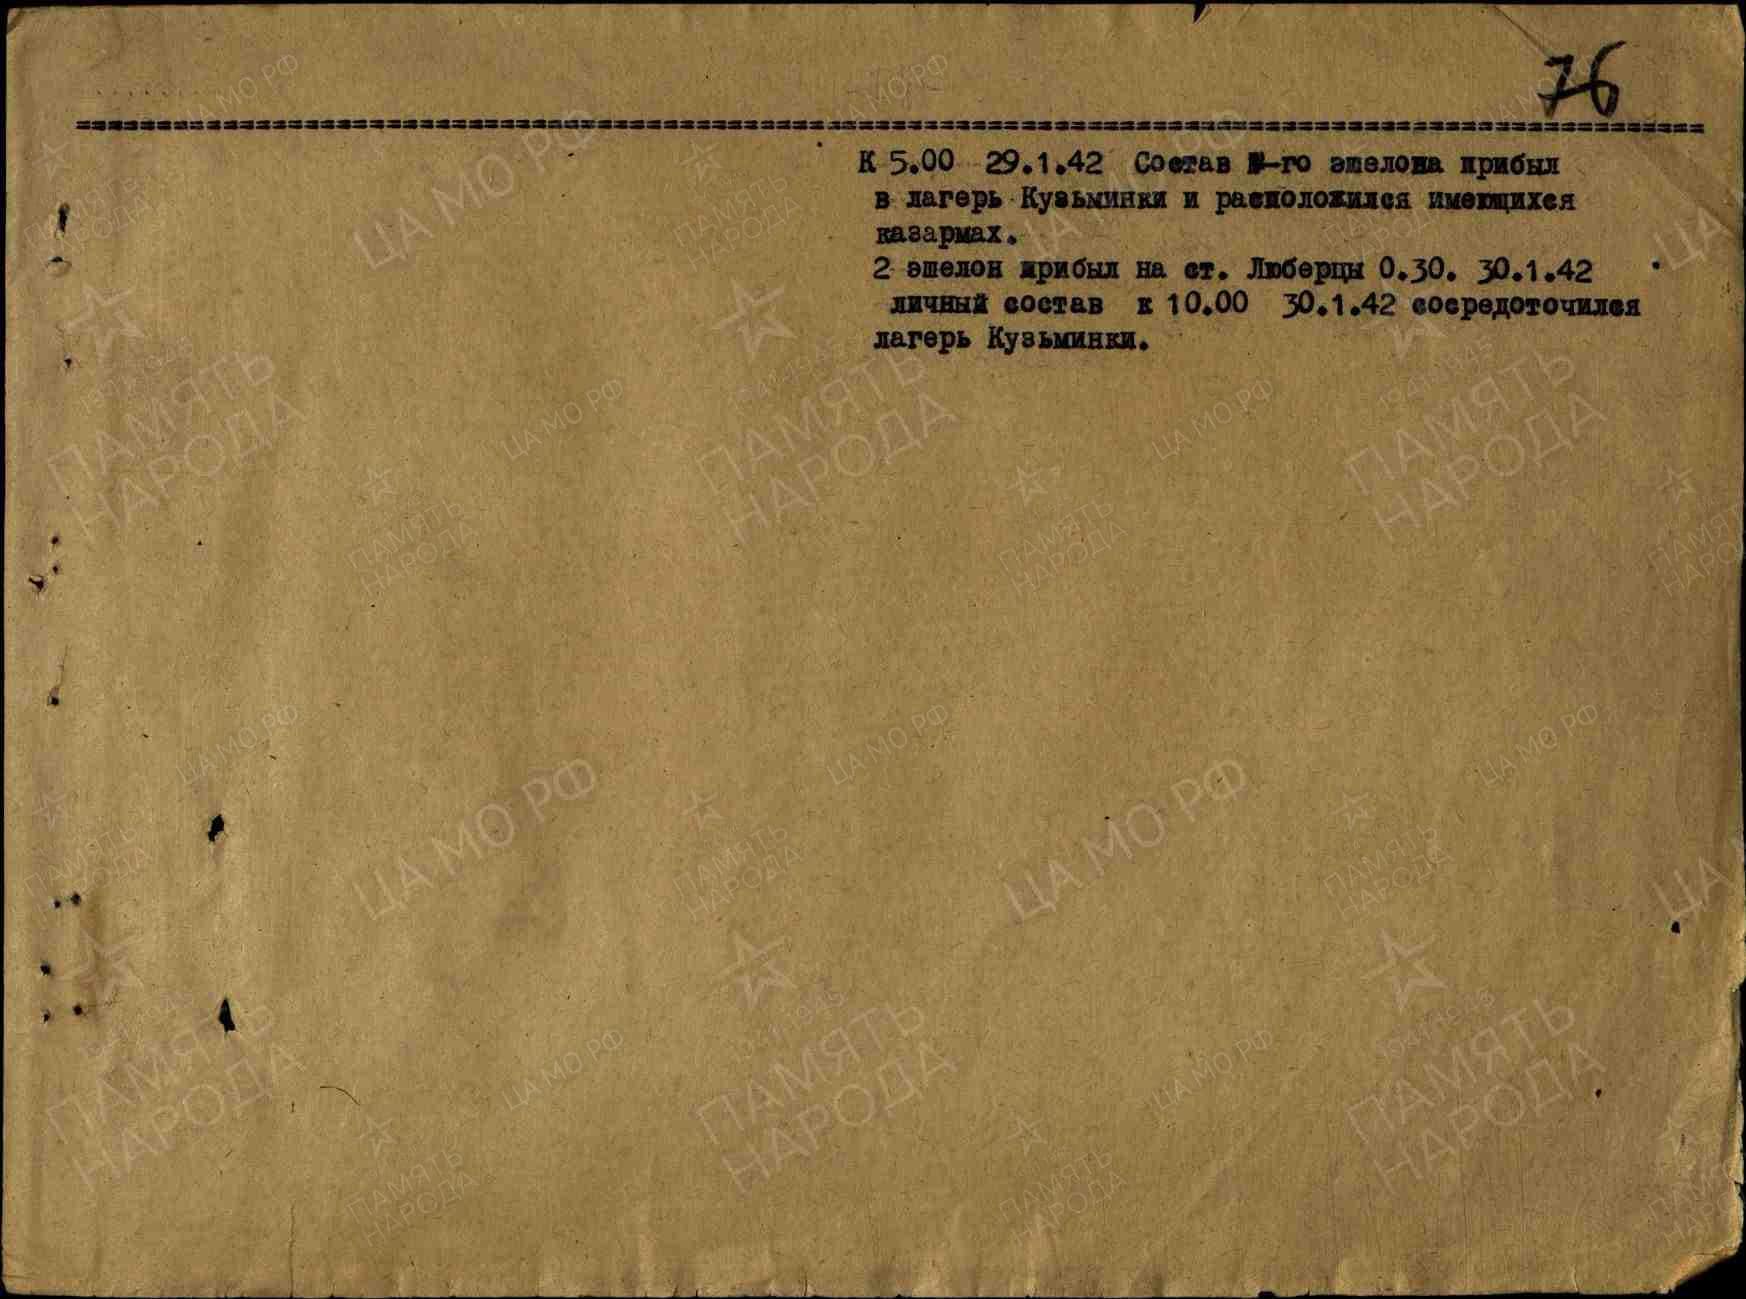 76
К 5.00 29.1.42 Состав -го эшелона прибыл
в лагерь Кузьминки и расположился имеющихся
казармах.
2 эшелон прибыл на ст. Люберцы 0.30. 30.1.42
личный состав к 10.00 30.1.42 сосредоточился
лагерь Кузьминки.